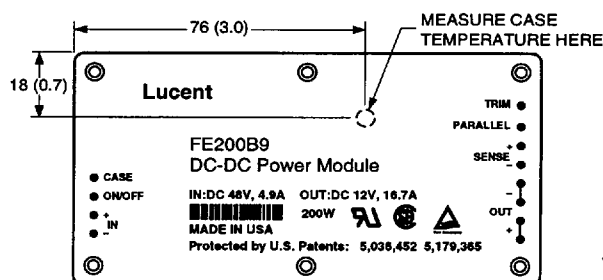 76 (3.0)
MEASURE CASE
TEMPERATURE HERE
18 (0.7)
Lucent
TRIM
PARALLEL
FE200B9
DC-DC Power Module
+
SENSE
–
CASE
ON/OFF
+
IN
–
IN:DC 48V, 4.9A OUT:DC 12V, 16.7A
200W
MADE IN USA
–
OUT
+
Protected by U.S. Patents: 5,036,452 5,179,365